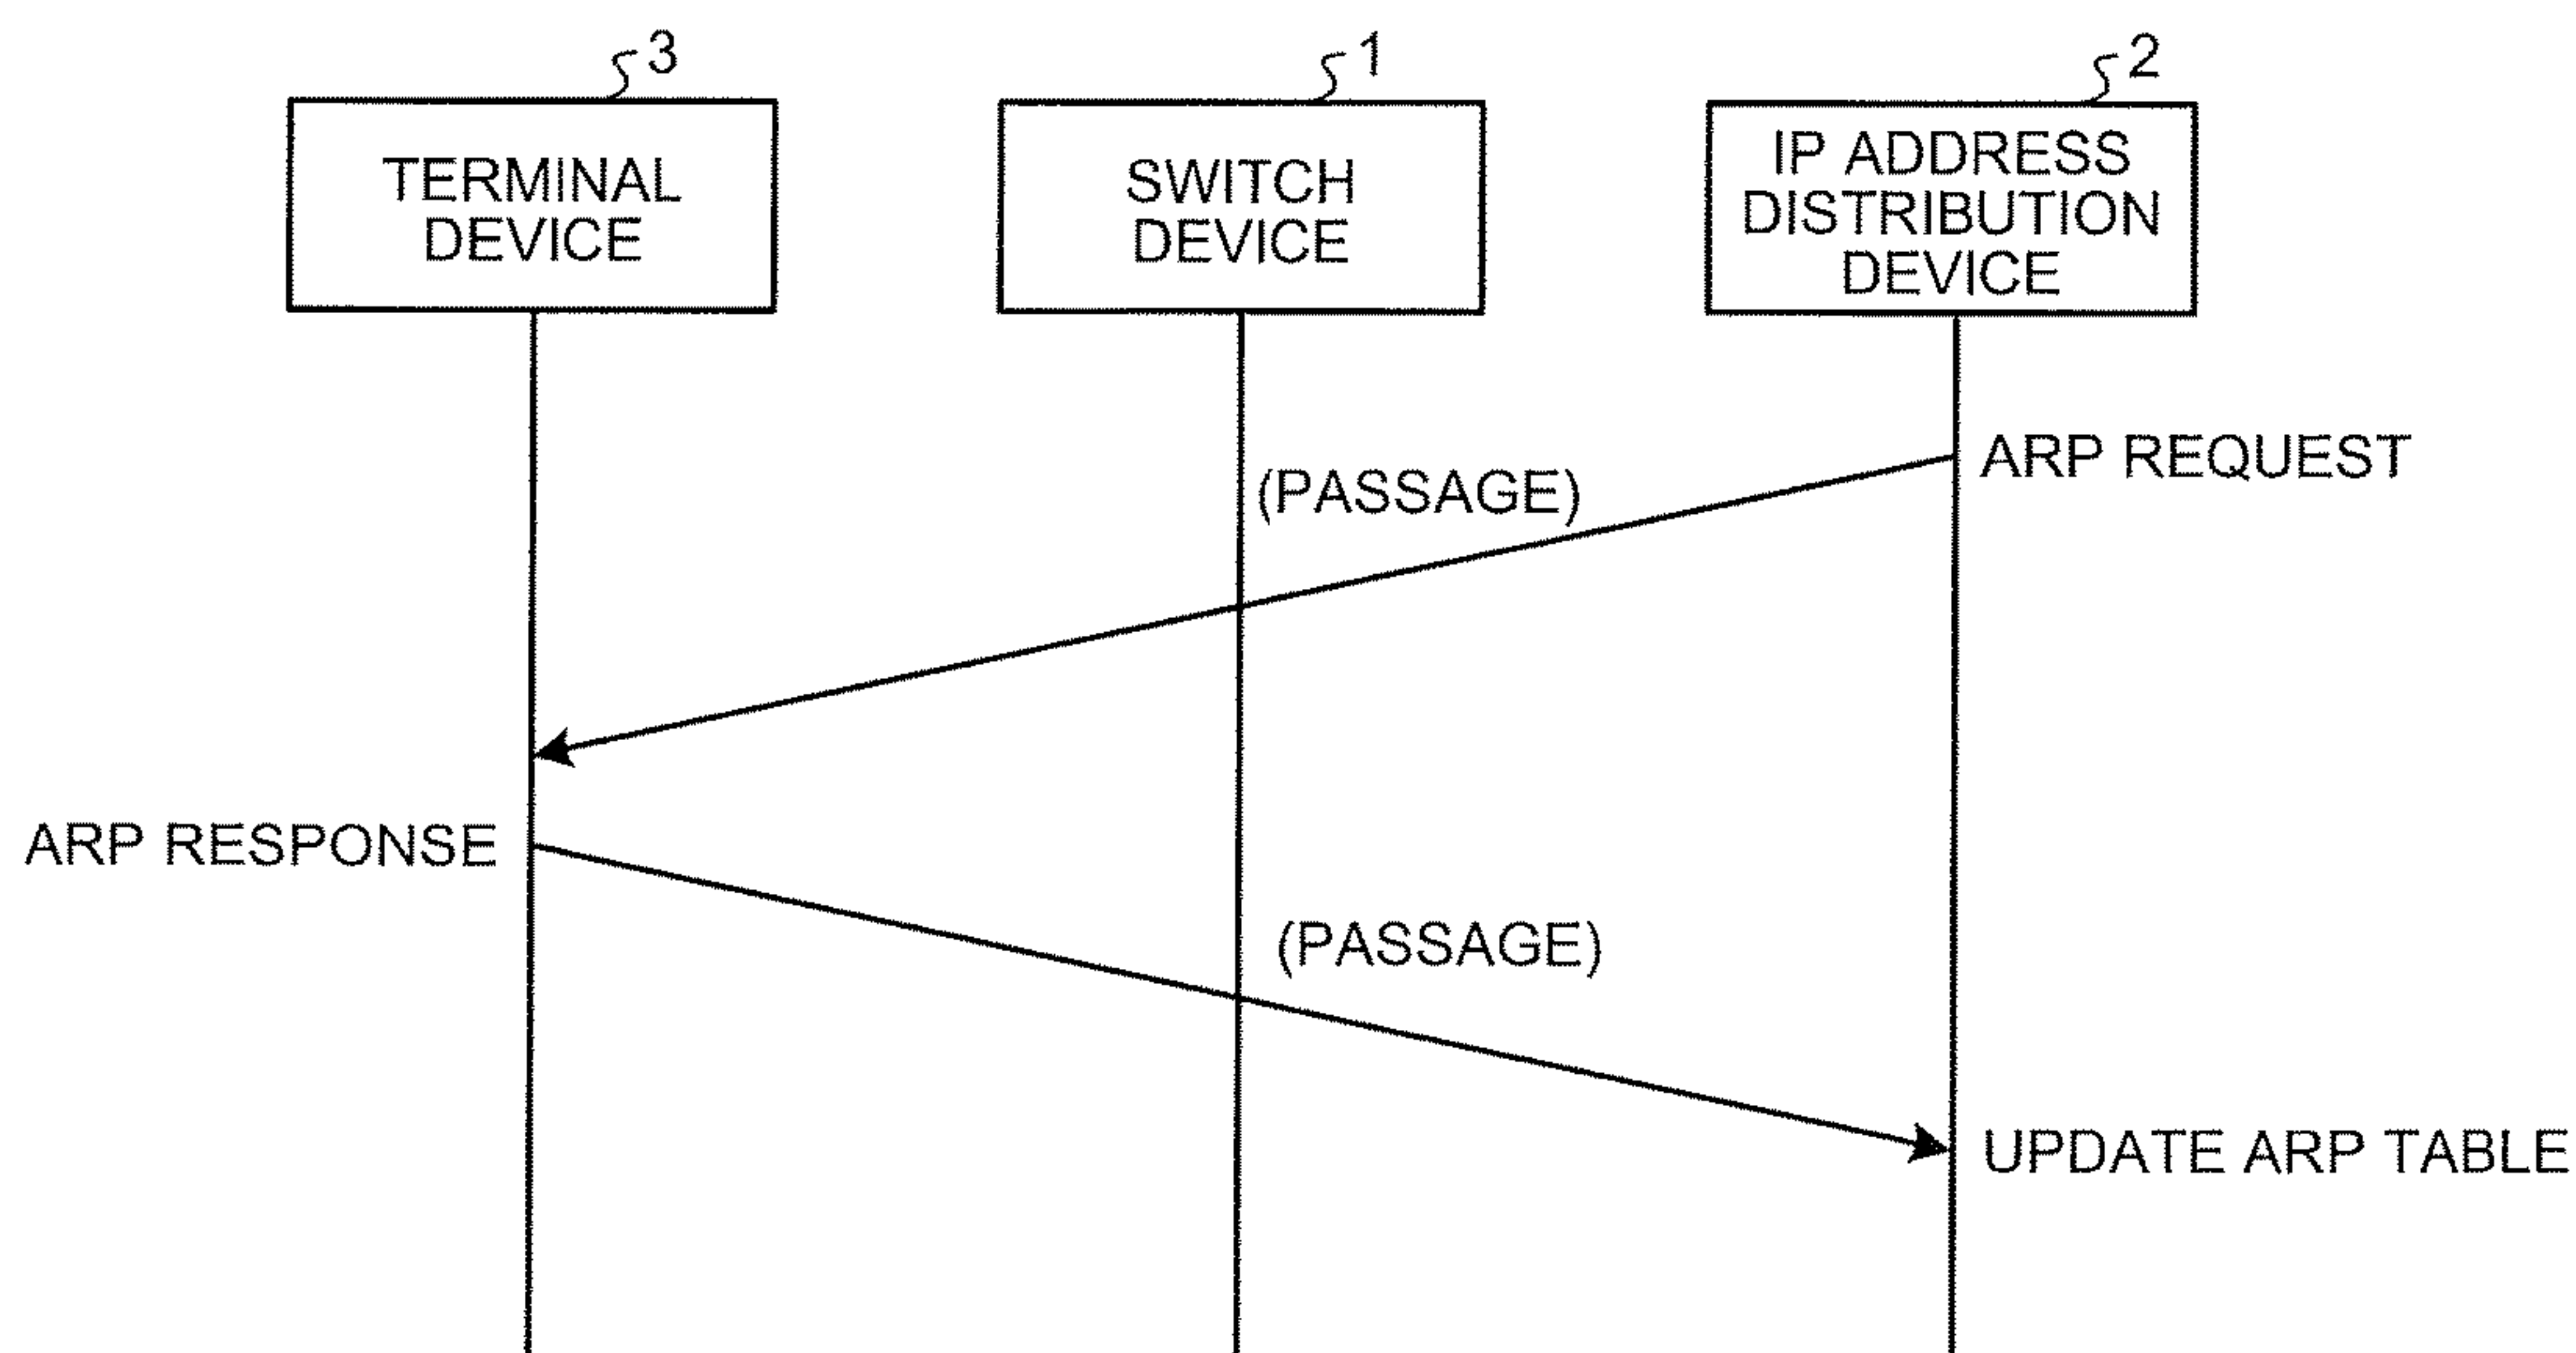 3
1
2
TERMINAL
DEVICE
SWITCH
DEVICE
IP ADDRESS
DISTRIBUTION
DEVICE
ARP REQUEST
(PASSAGE)
ARP RESPONSE
(PASSAGE)
UPDATE ARP TABLE